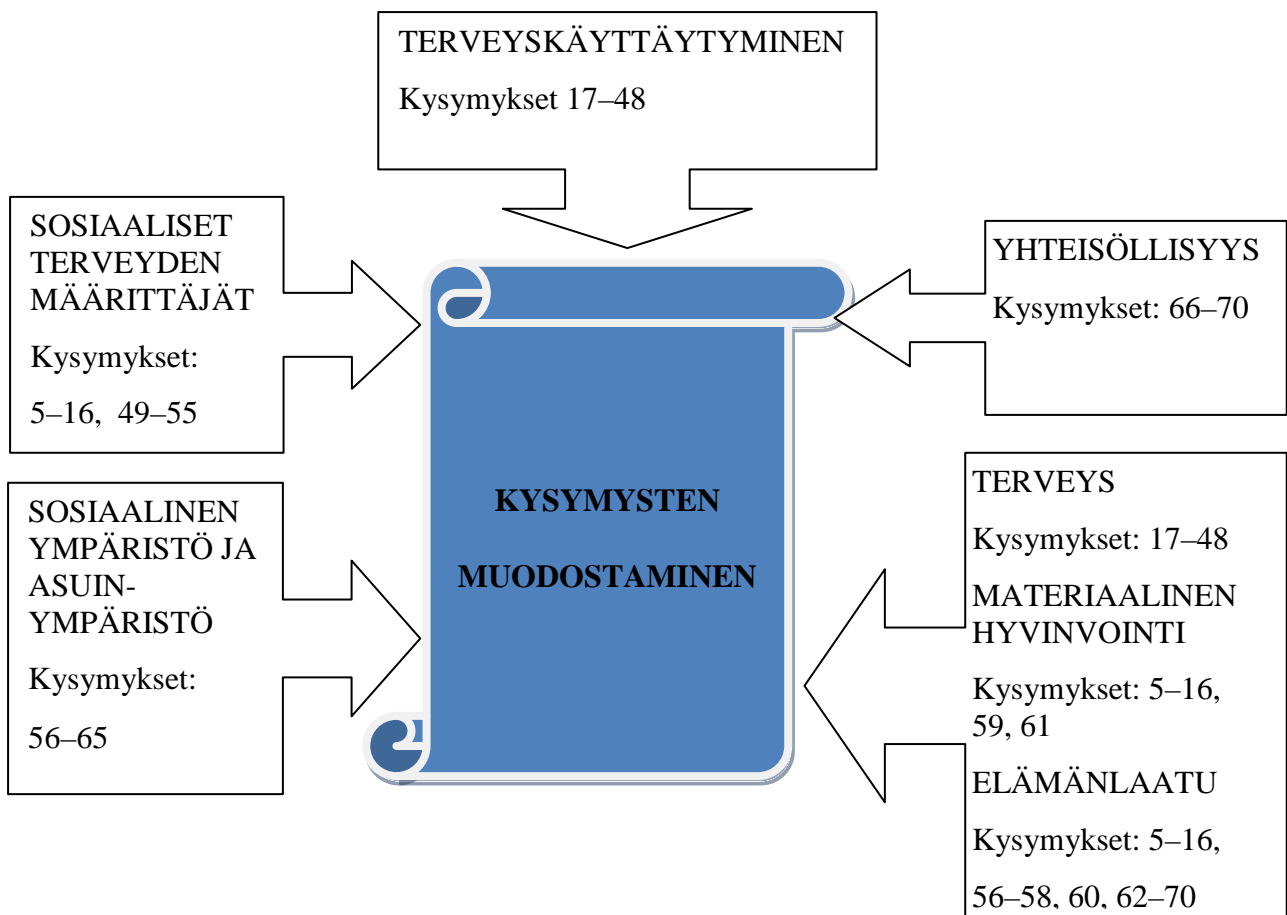 TERVEYSKÄYTTÄYTYMINEN
Kysymykset 17–48
SOSIAALISET
TERVEYDEN
MÄÄRITTÄJÄT
Kysymykset:
5–16, 49–55
YHTEISÖLLISYYS
Kysymykset: 66–70
SOSIAALINEN
YMPÄRISTÖ JA
ASUIN-
YMPÄRISTÖ
Kysymykset:
56–65
KYSYMYSTEN
MUODOSTAMINEN
TERVEYS
Kysymykset: 17–48
MATERIAALINEN
HYVINVOINTI
Kysymykset: 5–16,
59, 61
ELÄMÄNLAATU
Kysymykset: 5–16,
56–58, 60, 62–70